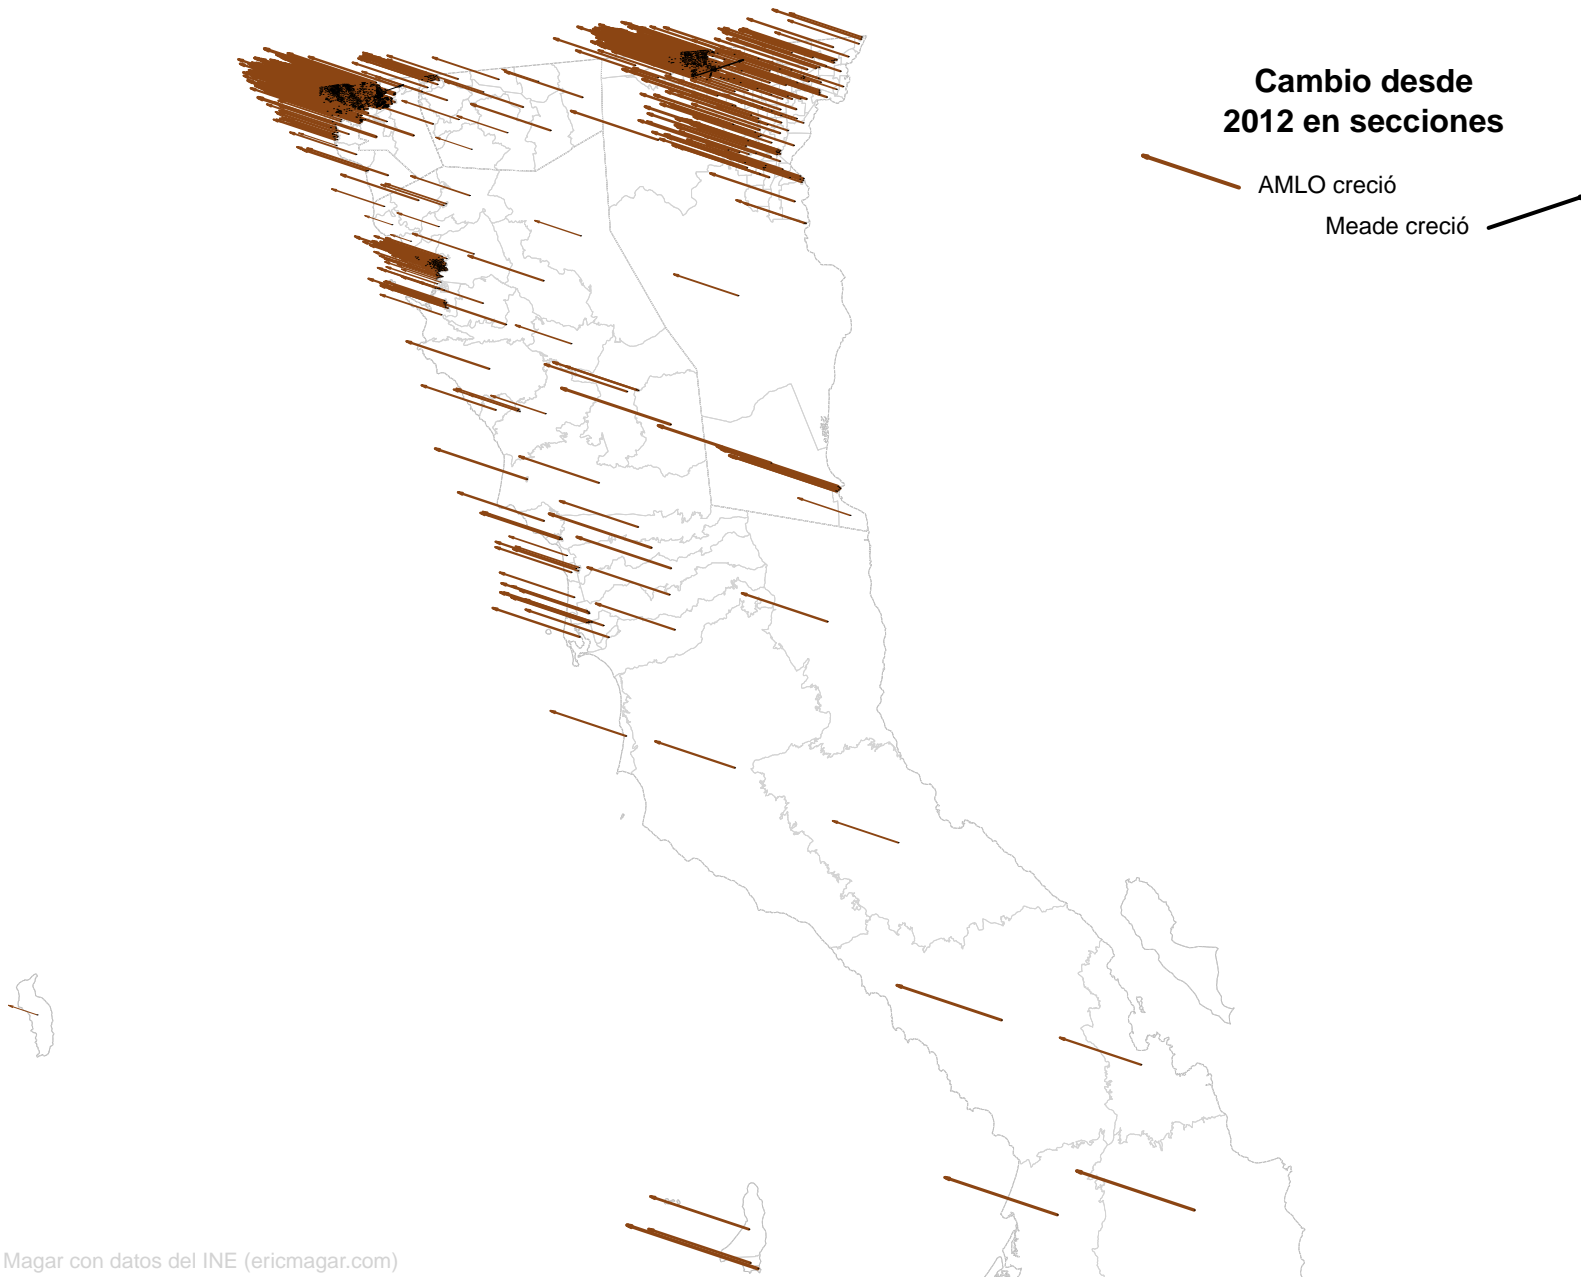 Cambio desde
2012 en secciones
AMLO creció
Meade creció
Magar con datos del INE (ericmagar.com)